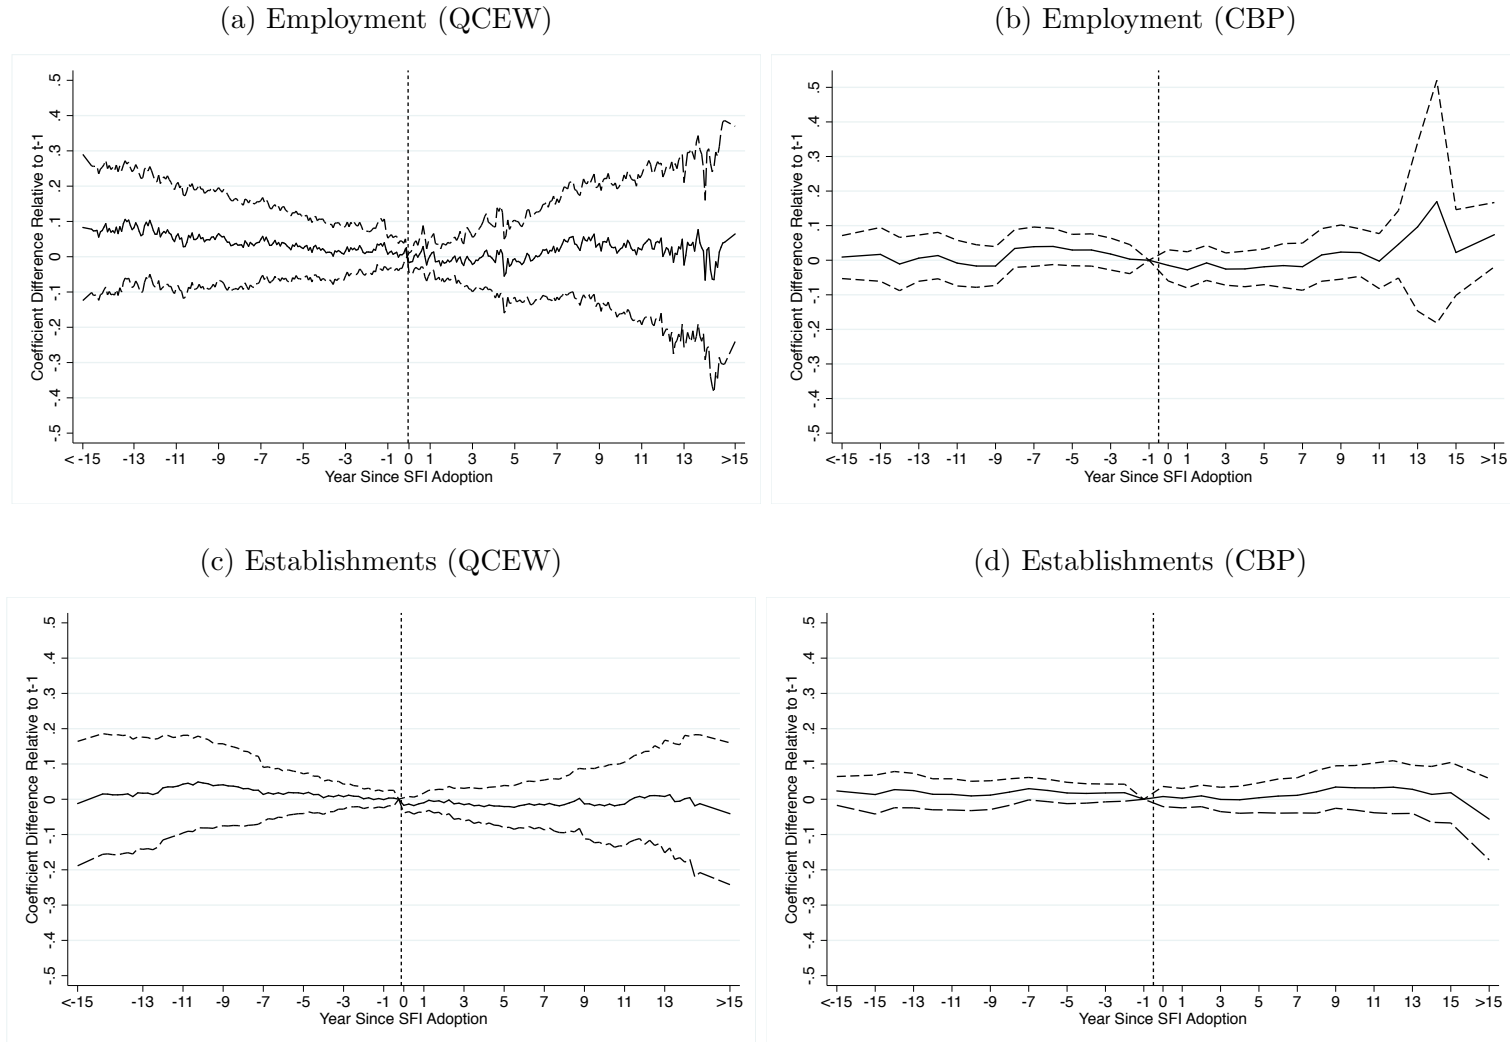 (a) Employment (QCEW)
Coefficient Difference Relative to t-1
.5
.4
.3
.2
.1
0
-.1
-.2
-.3
-.4
-.5
< -15 -13 -11 -9 -7 -5 -3 -1 0 1 3 5 7 9 11 13 >15
Year Since SFI Adoption
(b) Employment (CBP)
Coefficient Difference Relative to t-1
.5
.4
.3
.2
.1
0
-.1
-.2
-.3
-.4
-.5
<-15 -15 -13 -11 -9 -7 -5 -3 -1 0 1 3 5 7 9 11 13 15 >15
Year Since SFI Adoption
(c) Establishments (QCEW)
Coefficient Difference Relative to t-1
.5
.4
.3
.2
.1
0
-.1
-.2
-.3
-.4
-.5
<-15 -13 -11 -9 -7 -5 -3 -1 0 1 3 5 7 9 11 13 >15
Year Since SFI Adoption
(d) Establishments (CBP)
Coefficient Difference Relative to t-1
.5
.4
.3
.2
.1
0
-.1
-.2
-.3
-.4
-.5
<-15 -15 -13 -11 -9 -7 -5 -3 -1 0 1 3 5 7 9 11 13 15 >15
Year Since SFI Adoption